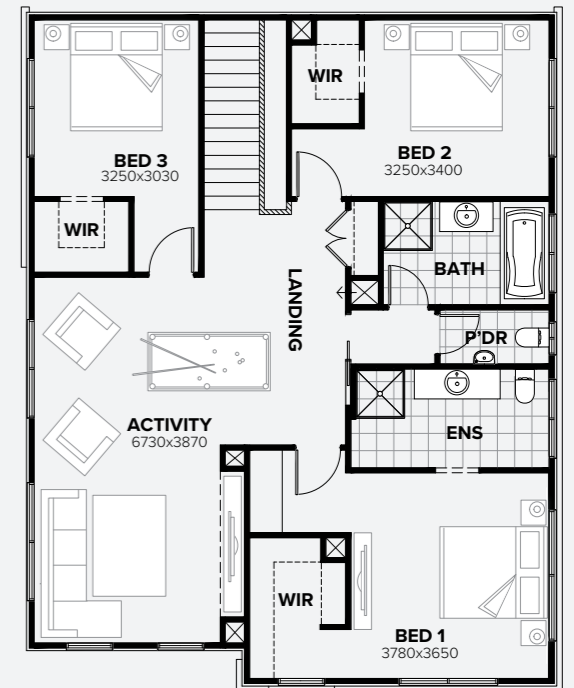 WIR
BED 3
3250x3030
BED 2
3250x3400
WIR
BATH
LANDING
P'DR
ACTIVITY
6730x3870
ENS
WIR
BED 1
3780x3650